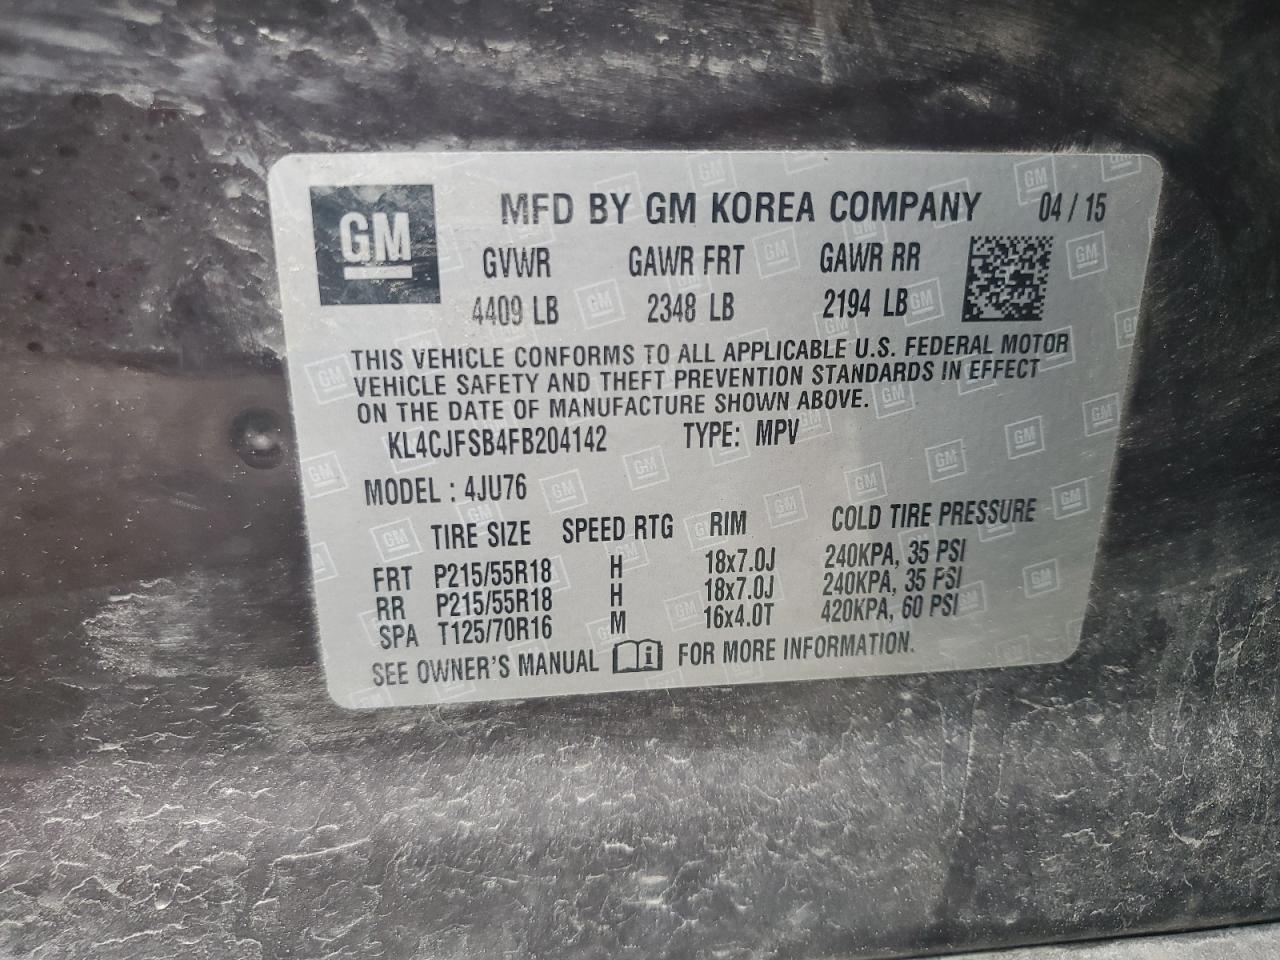 GM
MFD BY GM KOREA COMPANY 04 / 15
GVWR GAWR FRT GAWR RR
4409 LB 2348 LB 2194 LB
THIS VEHICLE CONFORMS TO ALL APPLICABLE U.S. FEDERAL MOTOR
VEHICLE SAFETY AND THEFT PREVENTION STANDARDS IN EFFECT
ON THE DATE OF MANUFACTURE SHOWN ABOVE.
KL4CJFSB4FB204142 TYPE: MPV
MODEL : 4JU76
TIRE SIZE SPEED RTG RIM COLD TIRE PRESSURE
FRT P215/55R18 H 18x7.0J 240KPA, 35 PSI
RR P215/55R18 H 18x7.0J 240KPA, 35 PSI
SPA T125/70R16 M 16x4.0T 420KPA, 60 PSI
SEE OWNER'S MANUAL i FOR MORE INFORMATION.